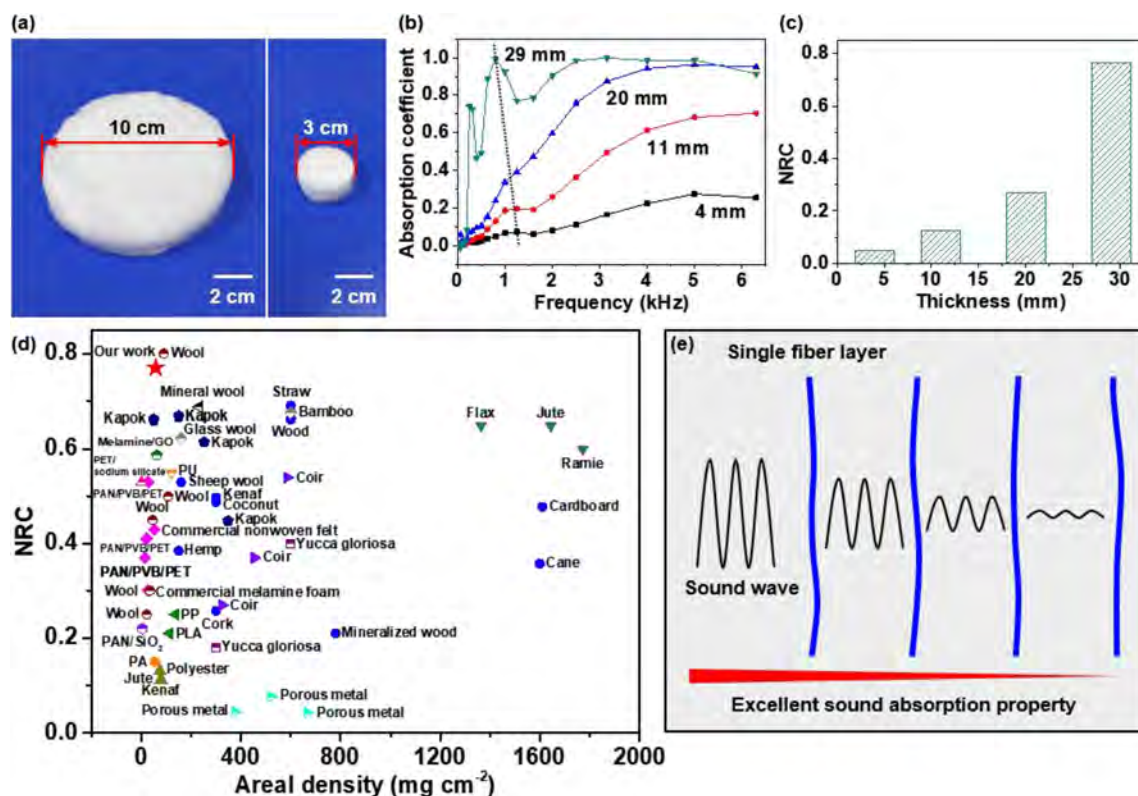 (a)
10 cm
3 cm
2 cm
2 cm
(b)
Absorption coefficient
1.0
0.8
0.6
0.4
0.2
0.0
29 mm
20 mm
11 mm
4 mm
0 1 2 3 4 5 6
Frequency (kHz)
(c)
NRC
0.8
0.4
0.0
0 5 10 15 20 25 30
Thickness (mm)
(d)
NRC
0.8
0.6
0.4
0.2
0.0
Our work
Wool
Mineral wool
Straw
Kapok
Kapok
Bamboo
Glass wool
Wood
Flax
Jute
Melamine/GO
Kapok
Ramie
PET/
sodium silicate
PU
Sheep wool
Coir
PAN/PVB/PET
Wool
Kenaf
Coconut
Cardboard
Wool
Kapok
Commercial nonwoven felt
PAN/PVB/PET
Hemp
Yucca gloriosa
Coir
Cane
PAN/PVB/PET
Wool
Commercial melamine foam
Wool
PP
Coir
Cork
PAN/SiO2
PLA
Mineralized wood
Yucca gloriosa
PA
Polyester
Jute
Kenaf
Porous metal
Porous metal
Porous metal
0 400 800 1200 1600 2000
Areal density (mg cm-2)
(e)
Single fiber layer
Sound wave
Excellent sound absorption property